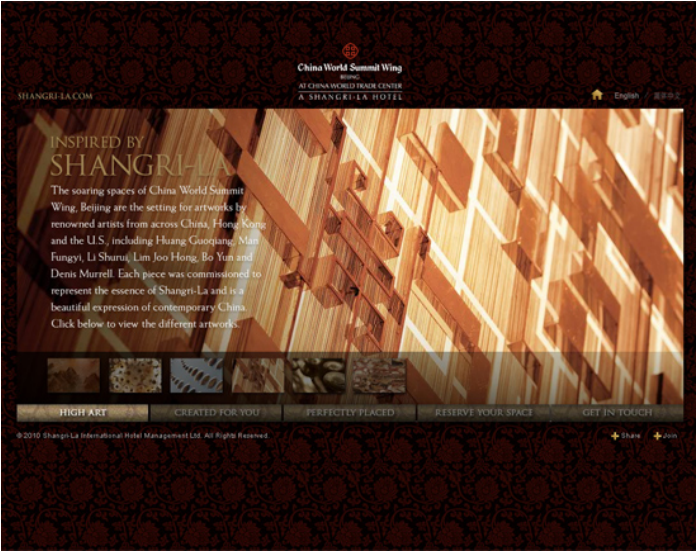 China World Summit Wing
BEIJING
AT CHINA WORLD TRADE CENTER
A SHANGRI-LA HOTEL
SHANGRI-LA.COM
English /
INSPIRED BY
SHANGRI-LA
The soaring spaces of China World Summit
Wing, Beijing are the setting for artworks by
renowned artists from across China, Hong Kong
and the U.S., including Huang Guoqiang, Man
Fungyi, Li Shurui, Lim Joo Hong, Bo Yun and
Denis Murrell. Each piece was commissioned to
represent the essence of Shangri-La and is a
beautiful expression of contemporary China.
Click below to view the different artworks.
HIGH ART
CREATED FOR YOU
PERFECTLY PLACED
RESERVE YOUR SPACE
GET IN TOUCH
©2010 Shangri-La International Hotel Management Ltd. All Rights Reserved.
Share
Join